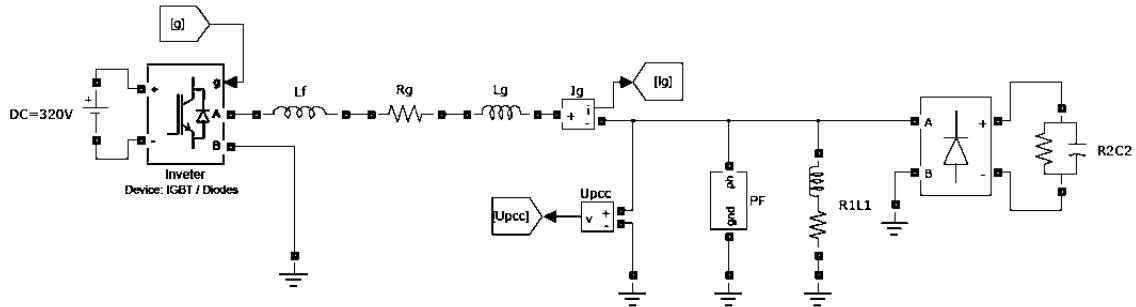 [g]
DC=320V
+
+
-
g
A
B
Inveter
Device: IGBT / Diodes
Lf
Rg
Lg
Ig
+
i
-
[Ig]
[Upcc]
Upcc
v
+
-
ph
gnd
PF
R1L1
A
B
+
-
R2C2